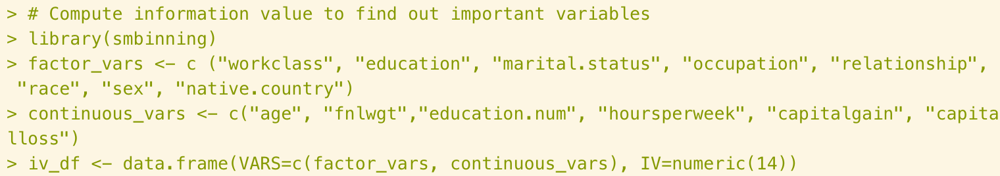 > # Compute information value to find out important variables
> library(smbinning)
> factor_vars <- c ("workclass", "education", "marital.status", "occupation", "relationship",
"race", "sex", "native.country")
> continuous_vars <- c("age", "fnlwgt","education.num", "hoursperweek", "capitalgain", "capita
lloss")
> iv_df <- data.frame(VARS=c(factor_vars, continuous_vars), IV=numeric(14))